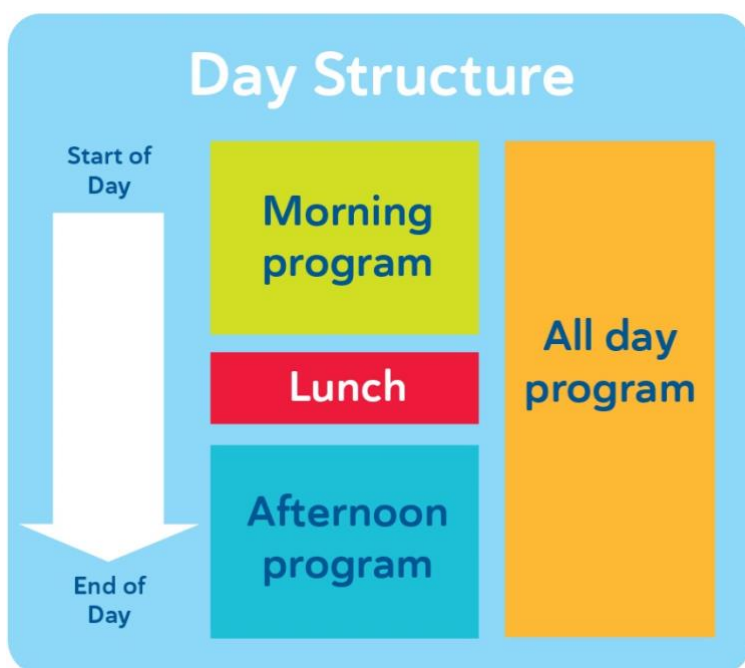 Day Structure
Start of
Day
Morning
program
Lunch
Afternoon
program
All day
program
End of
Day